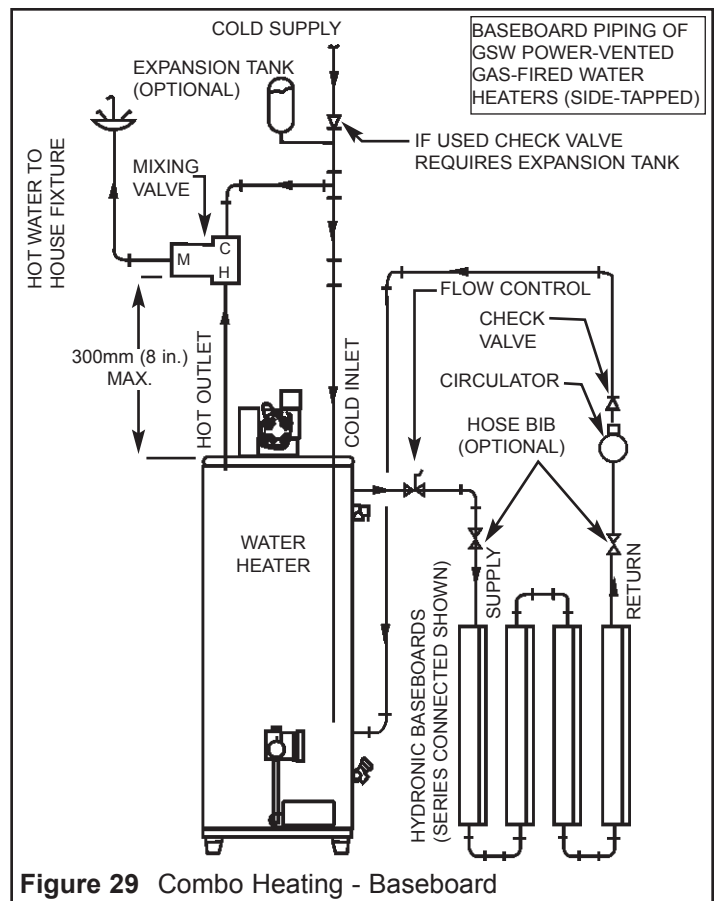 COLD SUPPLY
BASEBOARD PIPING OF
GSW POWER-VENTED
GAS-FIRED WATER
HEATERS (SIDE-TAPPED)
EXPANSION TANK
(OPTIONAL)
IF USED CHECK VALVE
REQUIRES EXPANSION TANK
MIXING
VALVE
HOT WATER TO
HOUSE FIXTURE
C
M
H
FLOW CONTROL
CHECK
VALVE
300mm (8 in.)
MAX.
HOT OUTLET
COLD INLET
CIRCULATOR
HOSE BIB
(OPTIONAL)
WATER
HEATER
SUPPLY
RETURN
HYDRONIC BASEBOARDS
(SERIES CONNECTED SHOWN)
Figure 29 Combo Heating - Baseboard